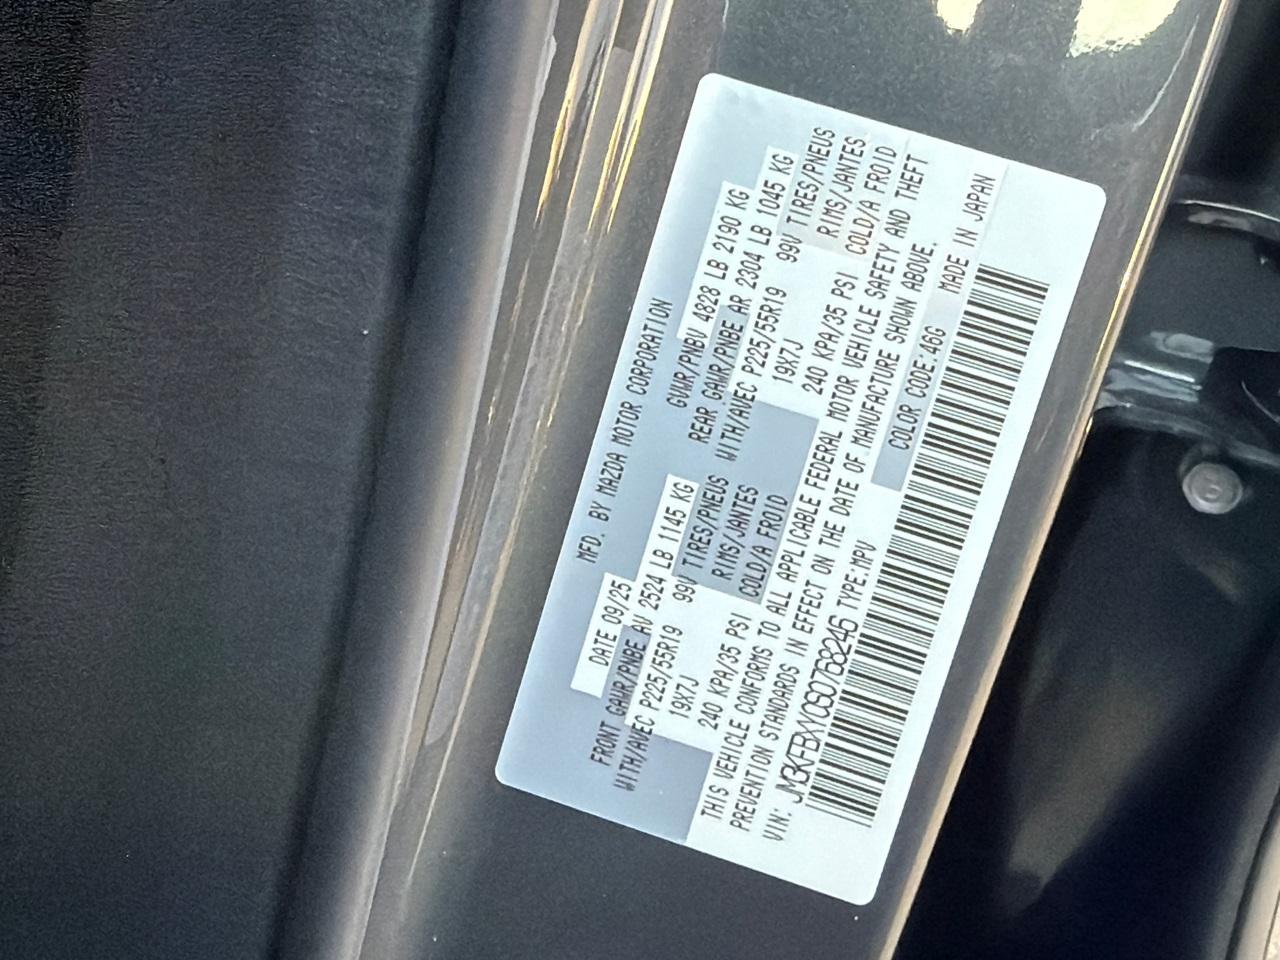 MFD. BY MAZDA MOTOR CORPORATION
DATE 09/25 GVWR/PNBV 4828 LB 2190 KG
FRONT GAWR/PNBE AV 2524 LB 1145 KG REAR GAWR/PNBE AR 2304 LB 1045 KG
WITH/AVEC P225/55R19 99V TIRES/PNEUS WITH/AVEC P225/55R19 99V TIRES/PNEUS
19X7J RIMS/JANTES 19X7J RIMS/JANTES
240 KPA/35 PSI COLD/A FROID 240 KPA/35 PSI COLD/A FROID
THIS VEHICLE CONFORMS TO ALL APPLICABLE FEDERAL MOTOR VEHICLE SAFETY AND THEFT
PREVENTION STANDARDS IN EFFECT ON THE DATE OF MANUFACTURE SHOWN ABOVE.
VIN: JM3KFBXY0S0768246 TYPE:MPV COLOR CODE:46G MADE IN JAPAN